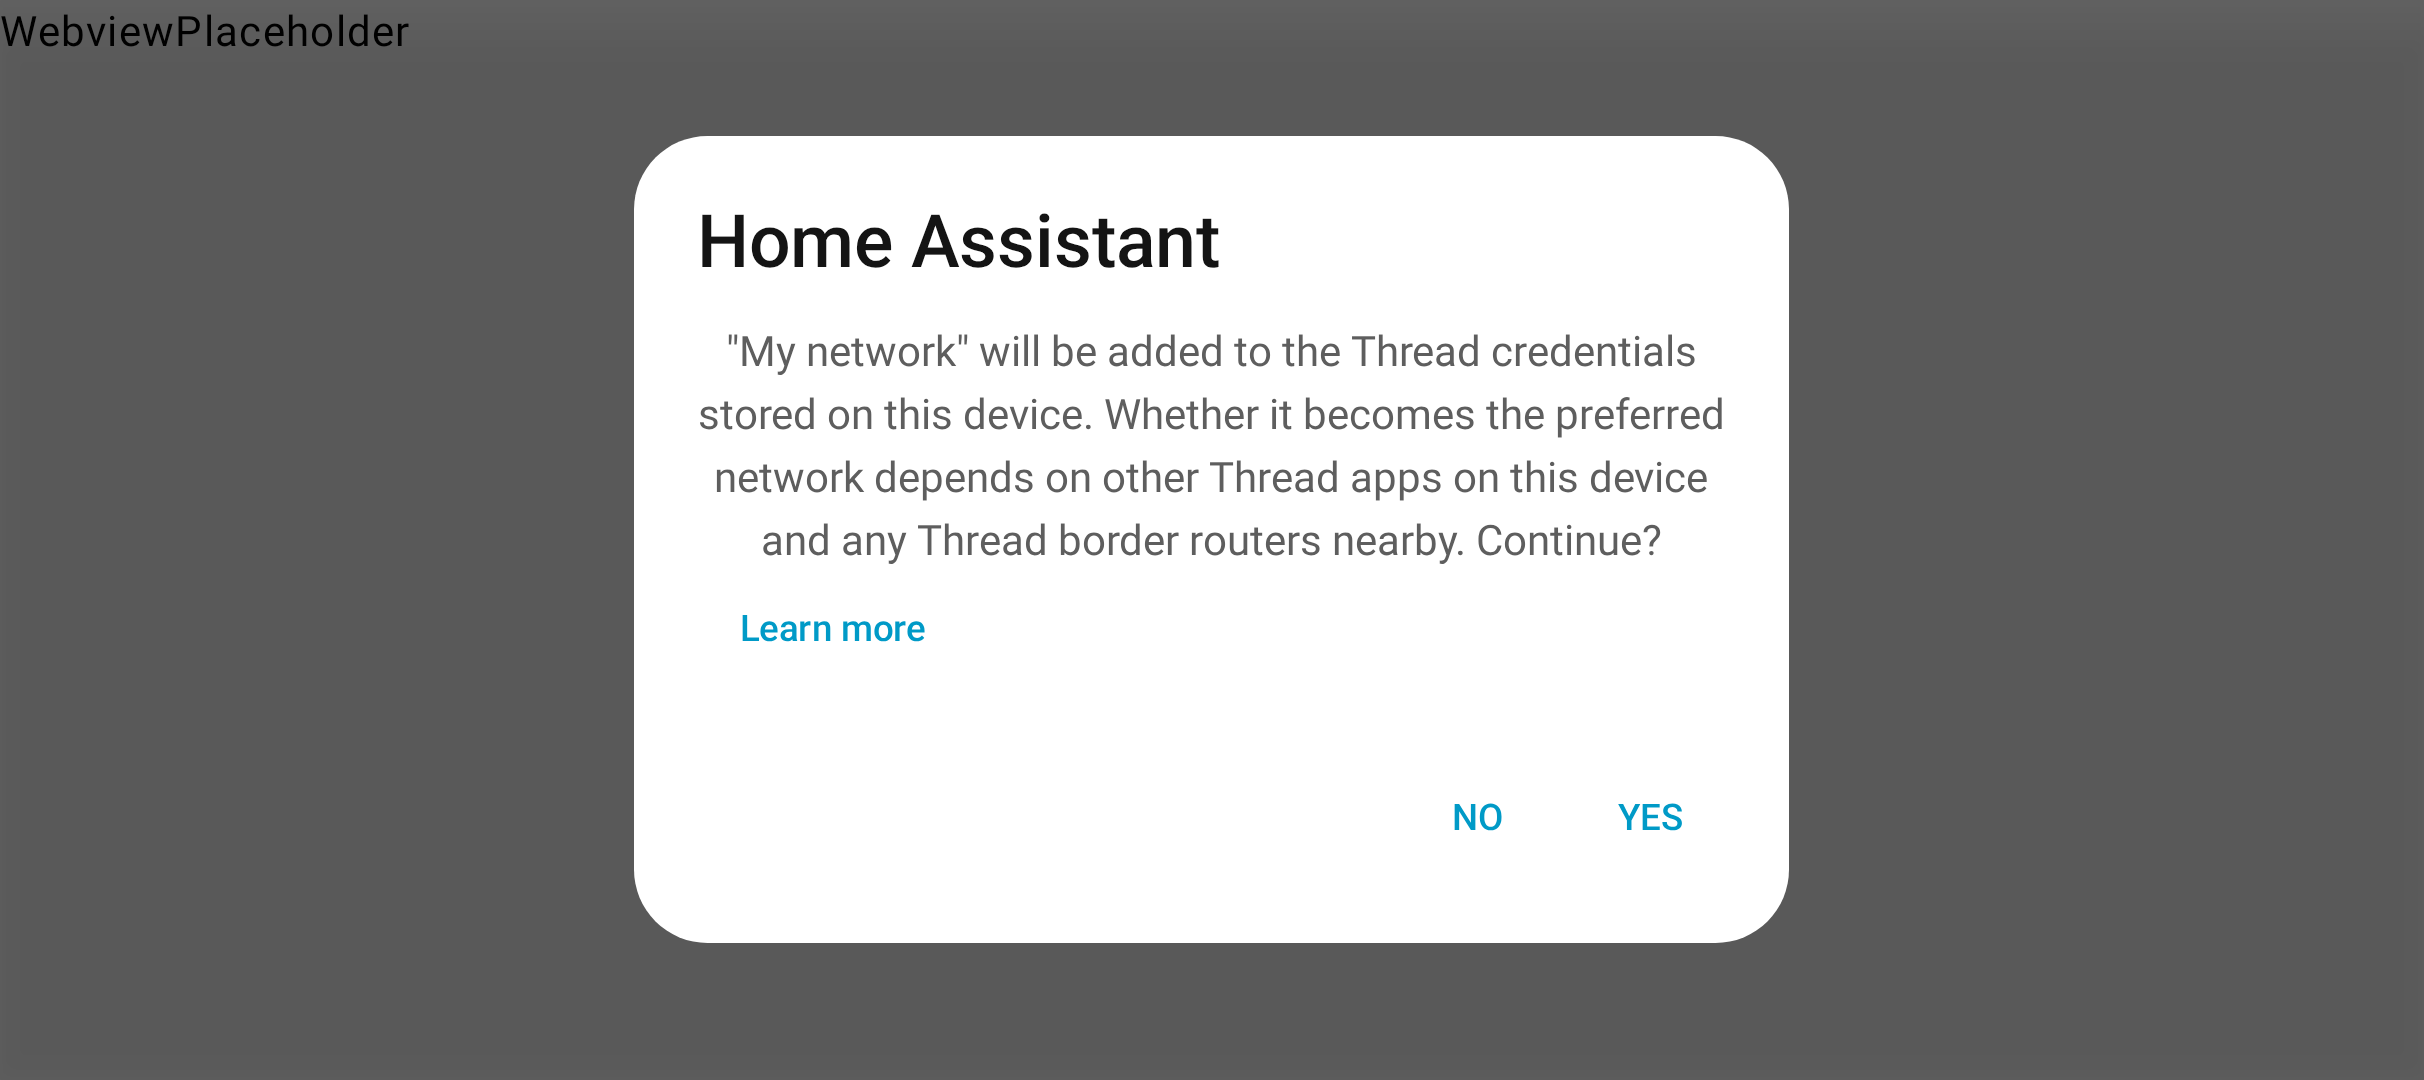 WebviewPlaceholder
Home Assistant
"My network" will be added to the Thread credentials
stored on this device. Whether it becomes the preferred
network depends on other Thread apps on this device
and any Thread border routers nearby. Continue?
Learn more
NO YES